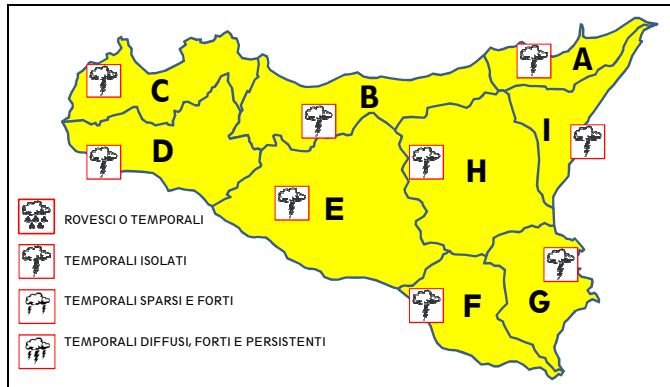 A
C
B
I
D
H
E
ROVESCI O TEMPORALI
TEMPORALI ISOLATI
F
G
TEMPORALI SPARSI E FORTI
TEMPORALI DIFFUSI, FORTI E PERSISTENTI